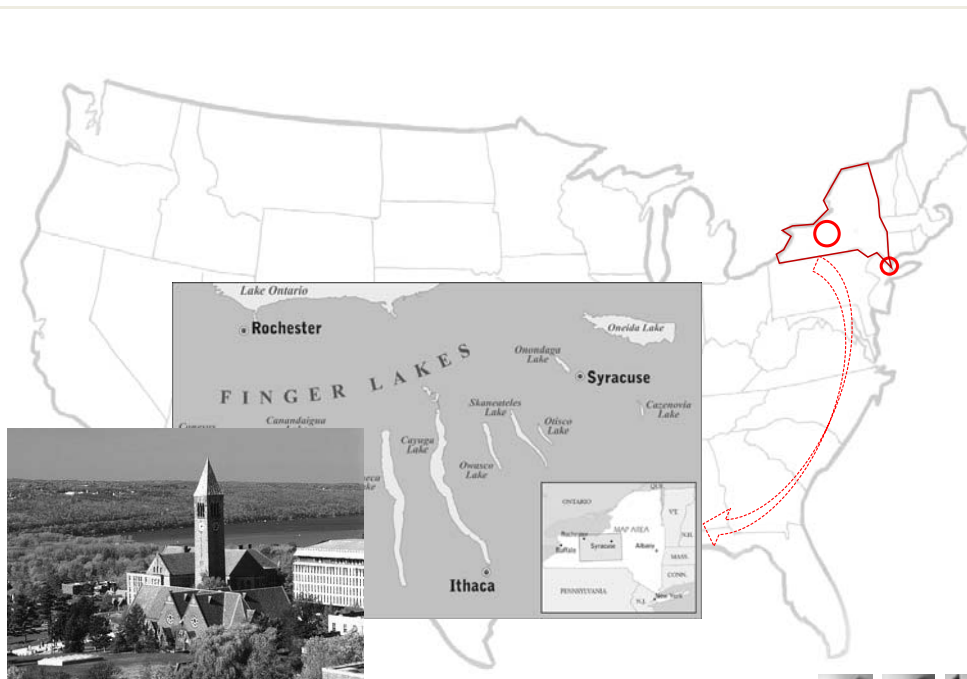 Lake Ontario
Rochester
Oneida Lake
Onondaga
Lake
Syracuse
FINGER LAKES
Skaneateles
Lake
Cazenovia
Lake
Otisco
Lake
Canandaigua
Cayuga
Lake
Owasco
Lake
Ithaca
QUE.
ONTARIO
VT.
MAP AREA
Rochester
N.H.
Buffalo
Syracuse
Albany
MASS.
CONN.
PENNSYLVANIA
N.J.
New York